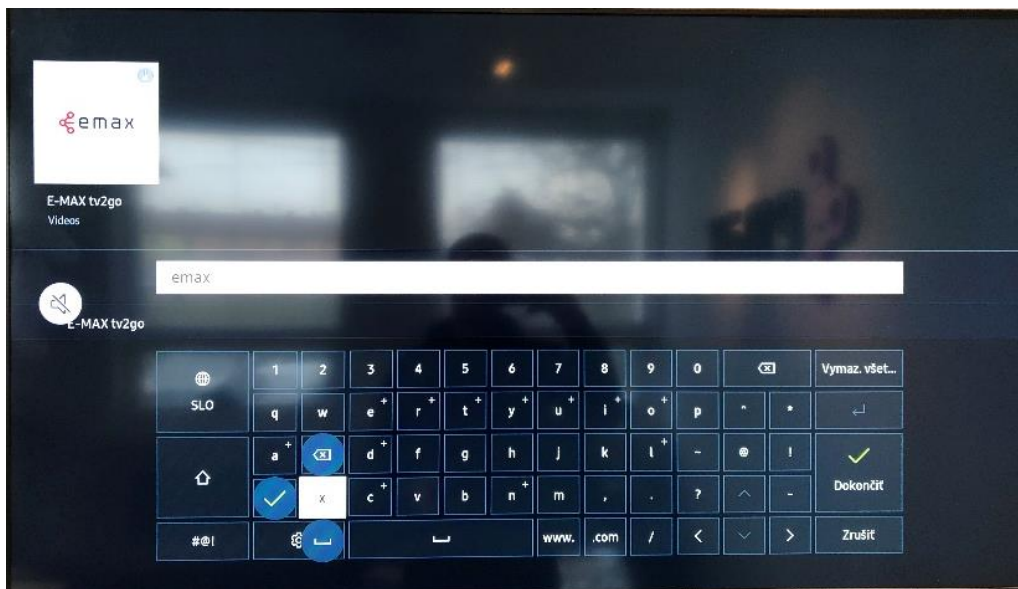 emax
E-MAX tv2go
Videos
emax
E-MAX tv2go
SLO
1 2 3 4 5 6 7 8 9 0 Vymaz. všet...
q w e r t y u i o p ^ *
a d f g h j k l ~ @ !
Dokončiť
x c v b n m , . ? ^ -
#@! www. .com / < > Zrušiť